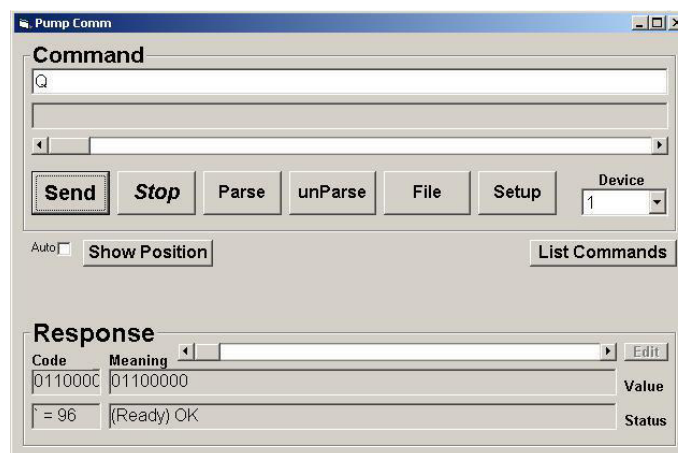 Pump Comm
Command
Q
Send Stop Parse unParse File Setup Device
1
Auto Show Position List Commands
Response
Code Meaning Edit
0110000 01100000 Value
` = 96 (Ready) OK Status